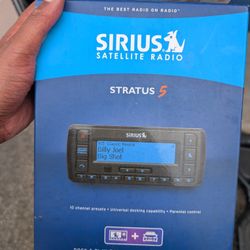 THE BEST RADIO ON RADIO
SIRIUS
SATELLITE RADIO
STRATUS 5
SIRIUS
Billy Joel
Big Shot
10 channel presets • Universal docking capability • Parental control